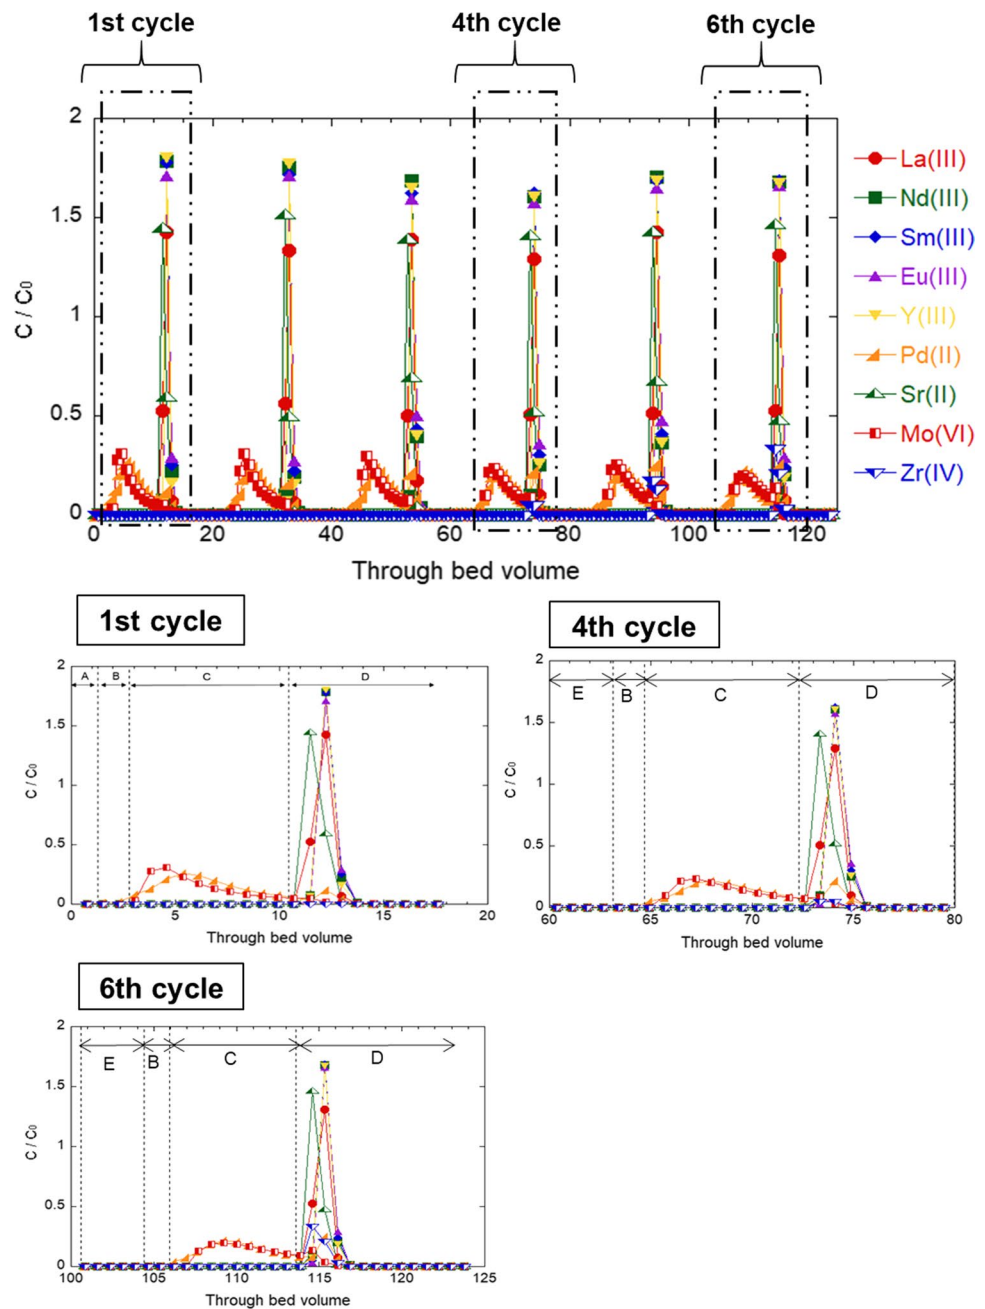 1st cycle 4th cycle 6th cycle
2
1.5
1
0.5
0
C / C0
0 20 40 60 80 100 120
Through bed volume
La(III)
Nd(III)
Sm(III)
Eu(III)
Y(III)
Pd(II)
Sr(II)
Mo(VI)
Zr(IV)
1st cycle
2
1.5
1
0.5
0
C / C0
A B C D
0 5 10 15 20
Through bed volume
4th cycle
2
1.5
1
0.5
0
C / C0
E B C D
60 65 70 75 80
Through bed volume
6th cycle
2
1.5
1
0.5
0
C / C0
E B C D
100 105 110 115 120 125
Through bed volume